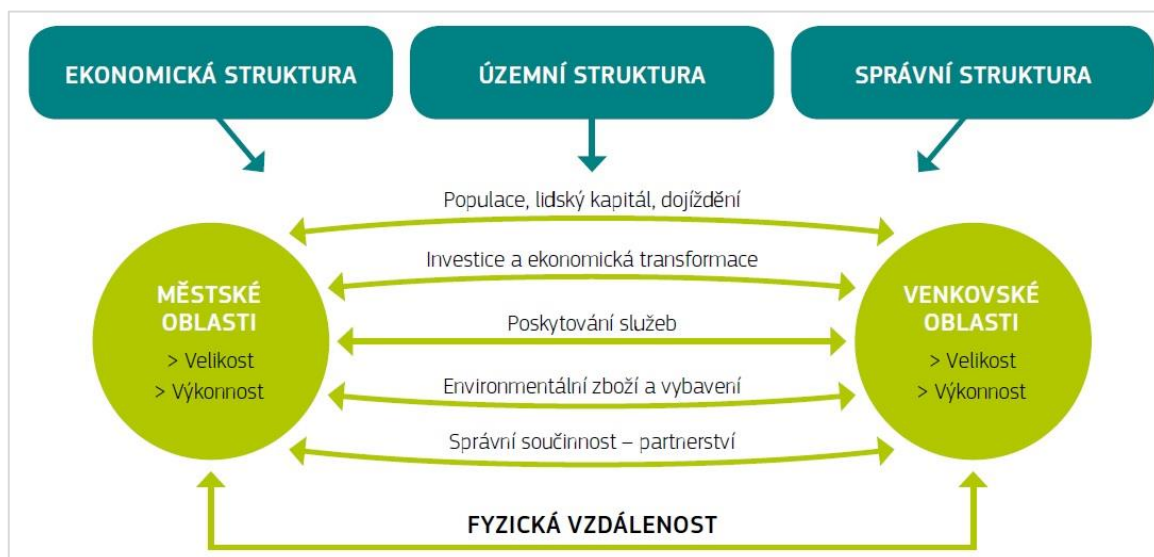 EKONOMICKÁ STRUKTURA
ÚZEMNÍ STRUKTURA
SPRÁVNÍ STRUKTURA
Populace, lidský kapitál, dojíždění
Investice a ekonomická transformace
Poskytování služeb
Environmentální zboží a vybavení
Správní součinnost – partnerství
MĚSTSKÉ
OBLASTI
> Velikost
> Výkonnost
VENKOVSKÉ
OBLASTI
> Velikost
> Výkonnost
FYZICKÁ VZDÁLENOST